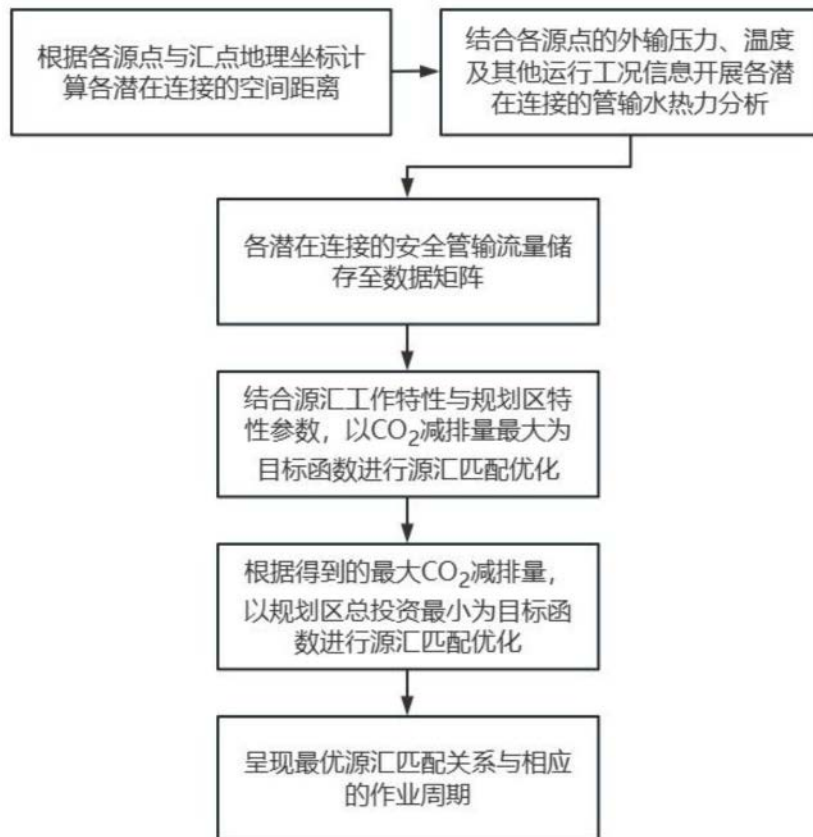 根据各源点与汇点地理坐标计
算各潜在连接的空间距离
结合各源点的外输压力、温度
及其他运行工况信息开展各潜
在连接的管输水热力分析
各潜在连接的安全管输流量储
存至数据矩阵
结合源汇工作特性与规划区特
性参数，以CO₂减排量最大为
目标函数进行源汇匹配优化
根据得到的最大CO₂减排量，
以规划区总投资最小为目标函
数进行源汇匹配优化
呈现最优源汇匹配关系与相应
的作业周期